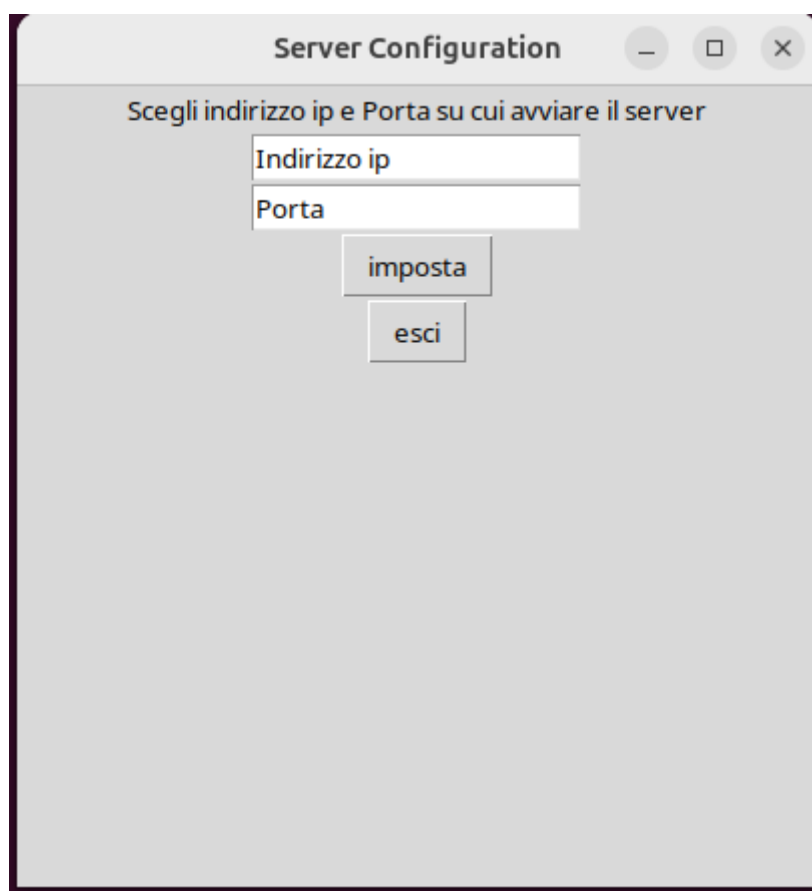 Server Configuration
Scegli indirizzo ip e Porta su cui avviare il server
Indirizzo ip
Porta
imposta
esci